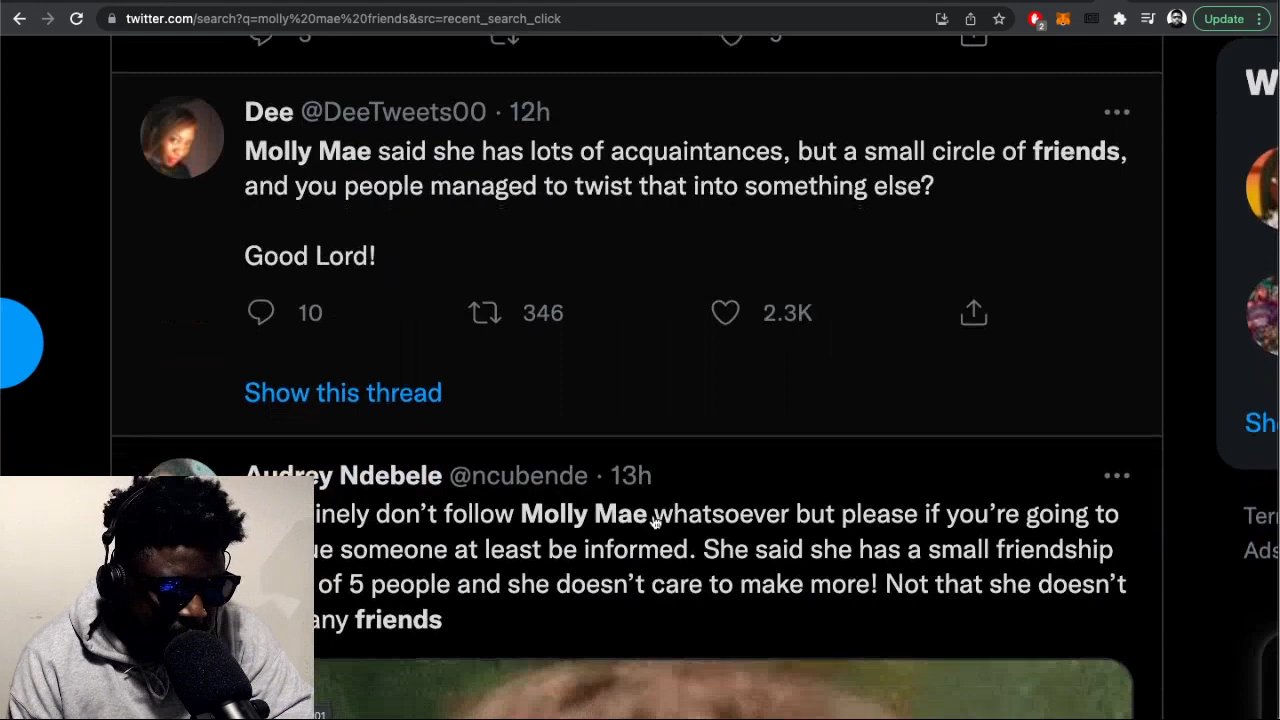 twitter.com/search?q=molly%20mae%20friends&src=recent_search_click
2
Update
Dee @DeeTweets00 · 12h
Molly Mae said she has lots of acquaintances, but a small circle of friends,
and you people managed to twist that into something else?
Good Lord!
10 346 2.3K
Show this thread
W
Sh
Audrey Ndebele @ncubende · 13h
inely don't follow Molly Mae whatsoever but please if you're going to
ue someone at least be informed. She said she has a small friendship
of 5 people and she doesn't care to make more! Not that she doesn't
any friends
Ter
Ads